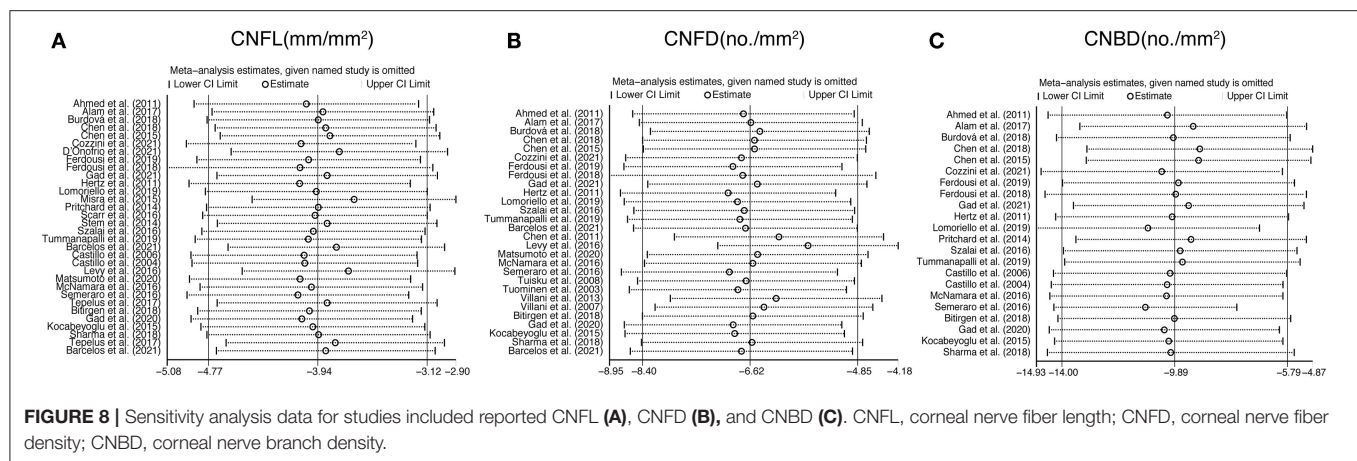 A
CNFL(mm/mm²)
Meta−analysis estimates, given named study is omitted
Lower CI Limit Estimate Upper CI Limit
Ahmed et al. (2011)
Alam et al. (2017)
Burdová et al. (2018)
Chen et al. (2018)
Chen et al. (2015)
Cozzini et al. (2021)
D'Onofrio et al. (2021)
Ferdousi et al. (2019)
Ferdousi et al. (2018)
Gad et al. (2021)
Hertz et al. (2011)
Lomoriello et al. (2019)
Misra et al. (2015)
Pritchard et al. (2014)
Scarr et al. (2016)
Stem et al. (2014)
Szalai et al. (2016)
Tummanapalli et al. (2019)
Barcelos et al. (2021)
Castillo et al. (2006)
Castillo et al. (2004)
Levy et al. (2016)
Matsumoto et al. (2020)
McNamara et al. (2016)
Semeraro et al. (2016)
Tepelus et al. (2017)
Bitirgen et al. (2018)
Gad et al. (2020)
Kocabeyoglu et al. (2015)
Sharma et al. (2018)
Tepelus et al. (2017)
Barcelos et al. (2021)
−5.08 −4.77 −3.94 −3.12 −2.90
B
CNFD(no./mm²)
Meta−analysis estimates, given named study is omitted
Lower CI Limit Estimate Upper CI Limit
Ahmed et al. (2011)
Alam et al. (2017)
Burdová et al. (2018)
Chen et al. (2018)
Chen et al. (2015)
Cozzini et al. (2021)
Ferdousi et al. (2019)
Ferdousi et al. (2018)
Gad et al. (2021)
Hertz et al. (2011)
Lomoriello et al. (2019)
Szalai et al. (2016)
Tummanapalli et al. (2019)
Barcelos et al. (2021)
Chen et al. (2011)
Levy et al. (2016)
Matsumoto et al. (2020)
McNamara et al. (2016)
Semeraro et al. (2016)
Tuisku et al. (2008)
Tuominen et al. (2003)
Villani et al. (2013)
Villani et al. (2007)
Bitirgen et al. (2018)
Gad et al. (2020)
Kocabeyoglu et al. (2015)
Sharma et al. (2018)
Barcelos et al. (2021)
−8.95 −8.40 −6.62 −4.85 −4.18
C
CNBD(no./mm²)
Meta−analysis estimates, given named study is omitted
Lower CI Limit Estimate Upper CI Limit
Ahmed et al. (2011)
Alam et al. (2017)
Burdová et al. (2018)
Chen et al. (2018)
Chen et al. (2015)
Cozzini et al. (2021)
Ferdousi et al. (2019)
Ferdousi et al. (2018)
Gad et al. (2021)
Hertz et al. (2011)
Lomoriello et al. (2019)
Pritchard et al. (2014)
Szalai et al. (2016)
Tummanapalli et al. (2019)
Castillo et al. (2006)
Castillo et al. (2004)
McNamara et al. (2016)
Semeraro et al. (2016)
Bitirgen et al. (2018)
Gad et al. (2020)
Kocabeyoglu et al. (2015)
Sharma et al. (2018)
−14.93 −14.00 −9.89 −5.79 −4.87
FIGURE 8 | Sensitivity analysis data for studies included reported CNFL (A), CNFD (B), and CNBD (C). CNFL, corneal nerve fiber length; CNFD, corneal nerve fiber
density; CNBD, corneal nerve branch density.